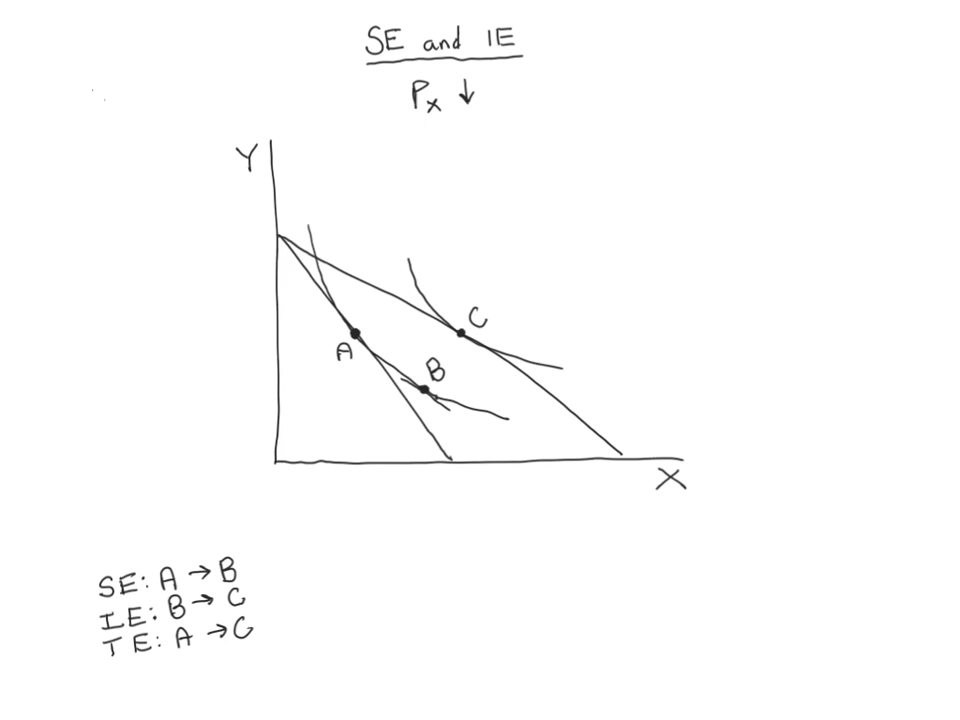 SE and IE
Px ↓
Y
C
A
B
X
SE: A → B
IE: B → C
TE: A → C